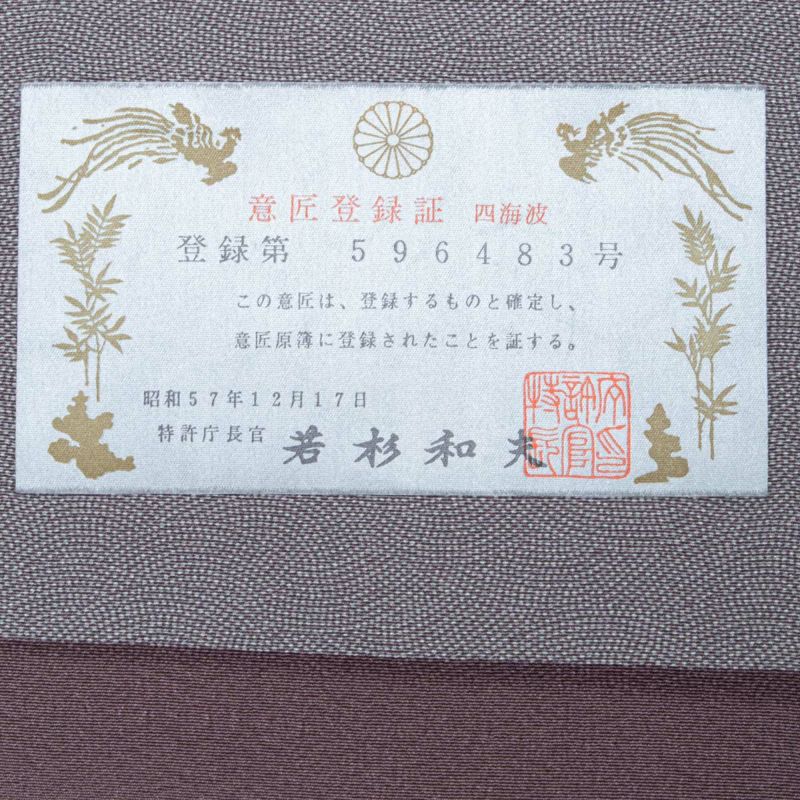 意匠登録証 四海波
登録第 596483号
この意匠は、登録するものと確定し、
意匠原簿に登録されたことを証する。
昭和57年12月17日
特許庁長官 若杉和夫